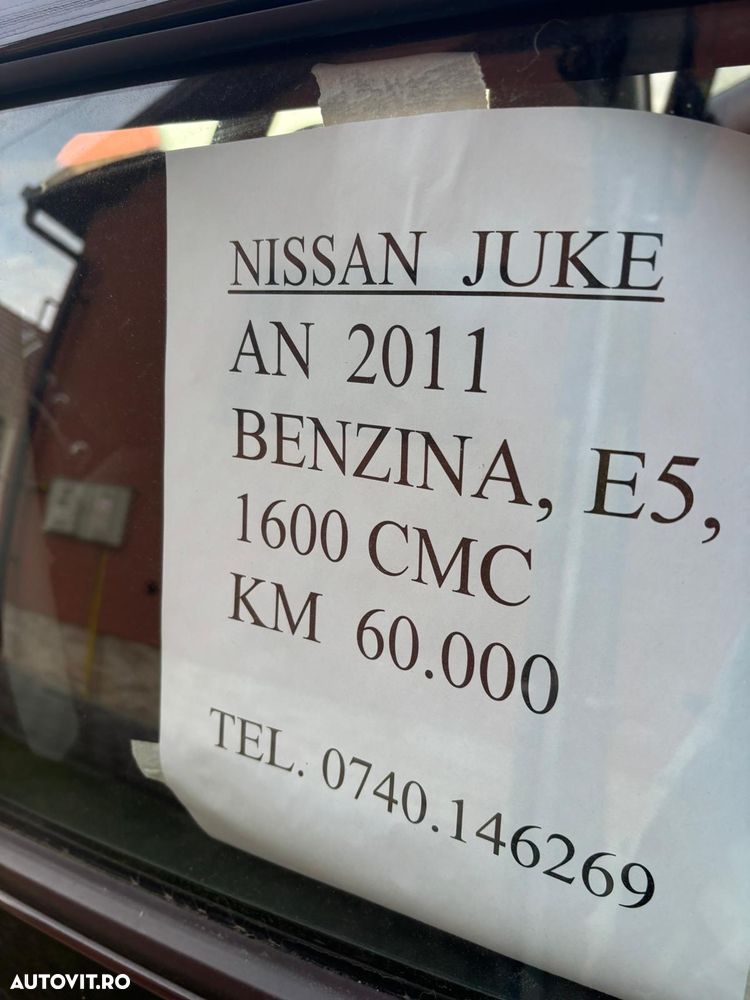 NISSAN JUKE
AN 2011
BENZINA, E5,
1600 CMC
KM 60.000
TEL. 0740.146269
AUTOVIT.RO